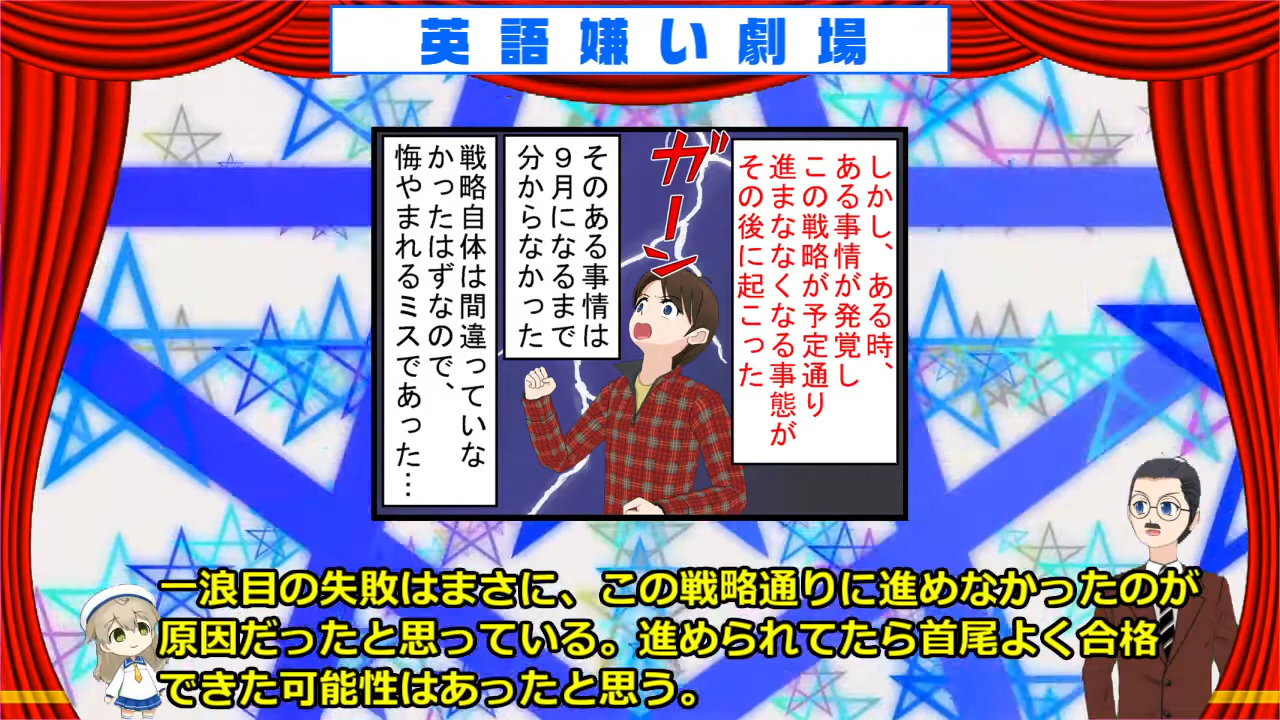 英語嫌い劇場
しかし、ある時、
ある事情が発覚し
この戦略が予定通り
進まななくなる事態が
その後に起こった
ガーン
そのある事情は
９月になるまで
分からなかった
戦略自体は間違っていな
かったはずなので、
悔やまれるミスであった…
一浪目の失敗はまさに、この戦略通りに進めなかったのが
原因だったと思っている。進められてたら首尾よく合格
できた可能性はあったと思う。